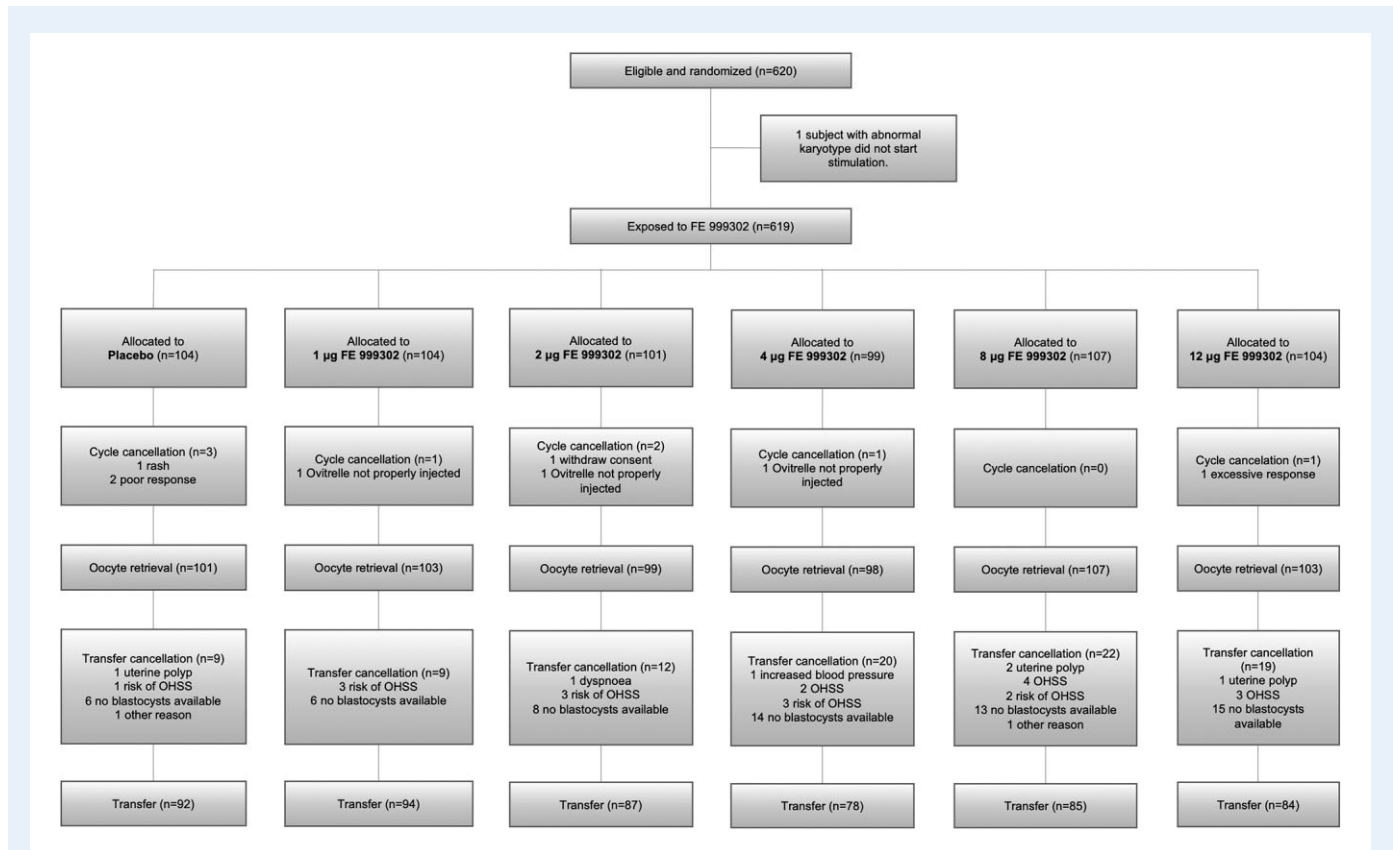 Eligible and randomized (n=620)
1 subject with abnormal
karyotype did not start
stimulation.
Exposed to FE 999302 (n=619)
Allocated to
Placebo (n=104)
Allocated to
1 µg FE 999302 (n=104)
Allocated to
2 µg FE 999302 (n=101)
Allocated to
4 µg FE 999302 (n=99)
Allocated to
8 µg FE 999302 (n=107)
Allocated to
12 µg FE 999302 (n=104)
Cycle cancellation (n=3)
1 rash
2 poor response
Cycle cancellation (n=1)
1 Ovitrelle not properly injected
Cycle cancellation (n=2)
1 withdraw consent
1 Ovitrelle not properly
injected
Cycle cancellation (n=1)
1 Ovitrelle not properly
injected
Cycle cancelation (n=0)
Cycle cancelation (n=1)
1 excessive response
Oocyte retrieval (n=101)
Oocyte retrieval (n=103)
Oocyte retrieval (n=99)
Oocyte retrieval (n=98)
Oocyte retrieval (n=107)
Oocyte retrieval (n=103)
Transfer cancellation (n=9)
1 uterine polyp
1 risk of OHSS
6 no blastocysts available
1 other reason
Transfer cancellation (n=9)
3 risk of OHSS
6 no blastocysts available
Transfer cancellation (n=12)
1 dyspnoea
3 risk of OHSS
8 no blastocysts available
Transfer cancellation (n=20)
1 increased blood pressure
2 OHSS
3 risk of OHSS
14 no blastocysts available
Transfer cancellation (n=22)
2 uterine polyp
4 OHSS
2 risk of OHSS
13 no blastocysts available
1 other reason
Transfer cancellation
(n=19)
1 uterine polyp
3 OHSS
15 no blastocysts
available
Transfer (n=92)
Transfer (n=94)
Transfer (n=87)
Transfer (n=78)
Transfer (n=85)
Transfer (n=84)